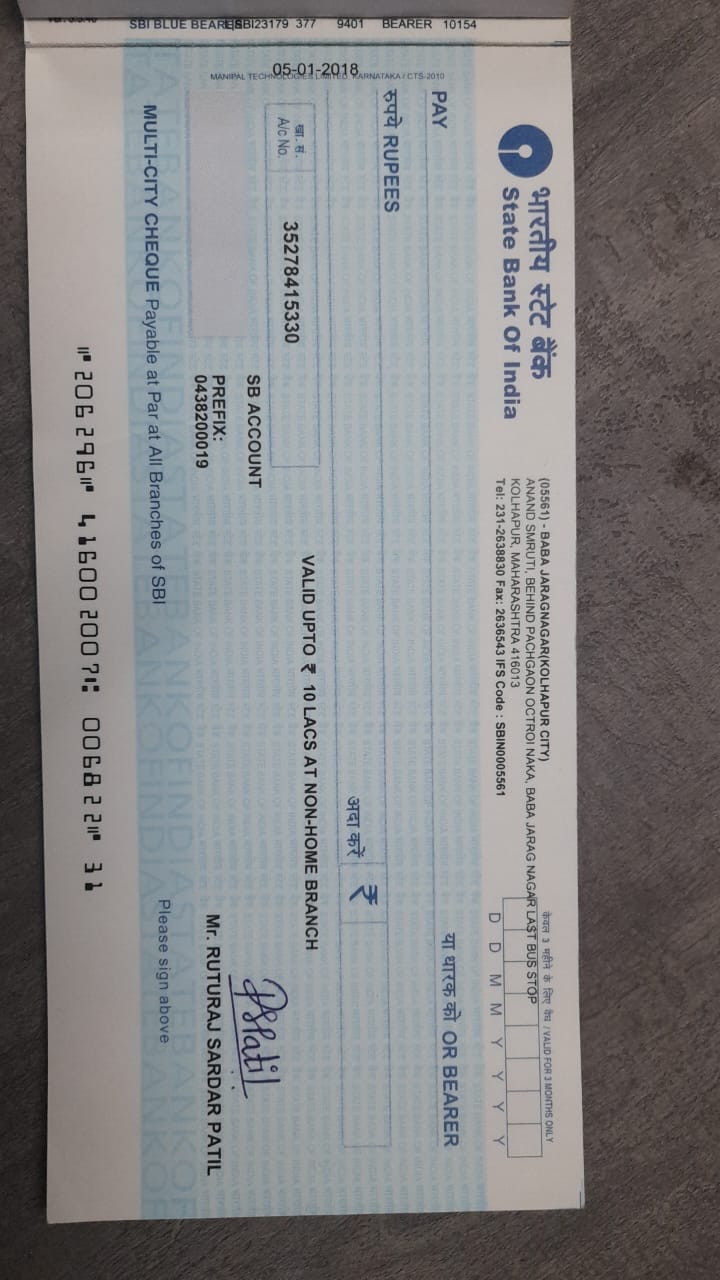 भारतीय स्टेट बैंक
State Bank Of India
(05561) - BABA JARAGNAGAR(KOLHAPUR CITY)
ANAND SMRUTI, BEHIND PACHGAON OCTROI NAKA, BABA JARAG NAGAR LAST BUS STOP
KOLHAPUR, MAHARASHTRA 416013
Tel: 231-2638830 Fax: 2636543 IFS Code : SBIN0005561
केवल 3 महीने के लिए वैध / VALID FOR 3 MONTHS ONLY
D D M M Y Y Y Y
PAY
या धारक को OR BEARER
रुपये RUPEES
अदा करें
₹
खा. सं.
A/c No.
35278415330
VALID UPTO ₹ 10 LACS AT NON-HOME BRANCH
SB ACCOUNT
PREFIX:
0438200019
Mr. RUTURAJ SARDAR PATIL
MULTI-CITY CHEQUE Payable at Par at All Branches of SBI
Please sign above
⑈206296⑈ 416002007⑆ 006822⑈ 31
05-01-2018
SBI BLUE BEARER
SBI23179 377 9401 BEARER 10154